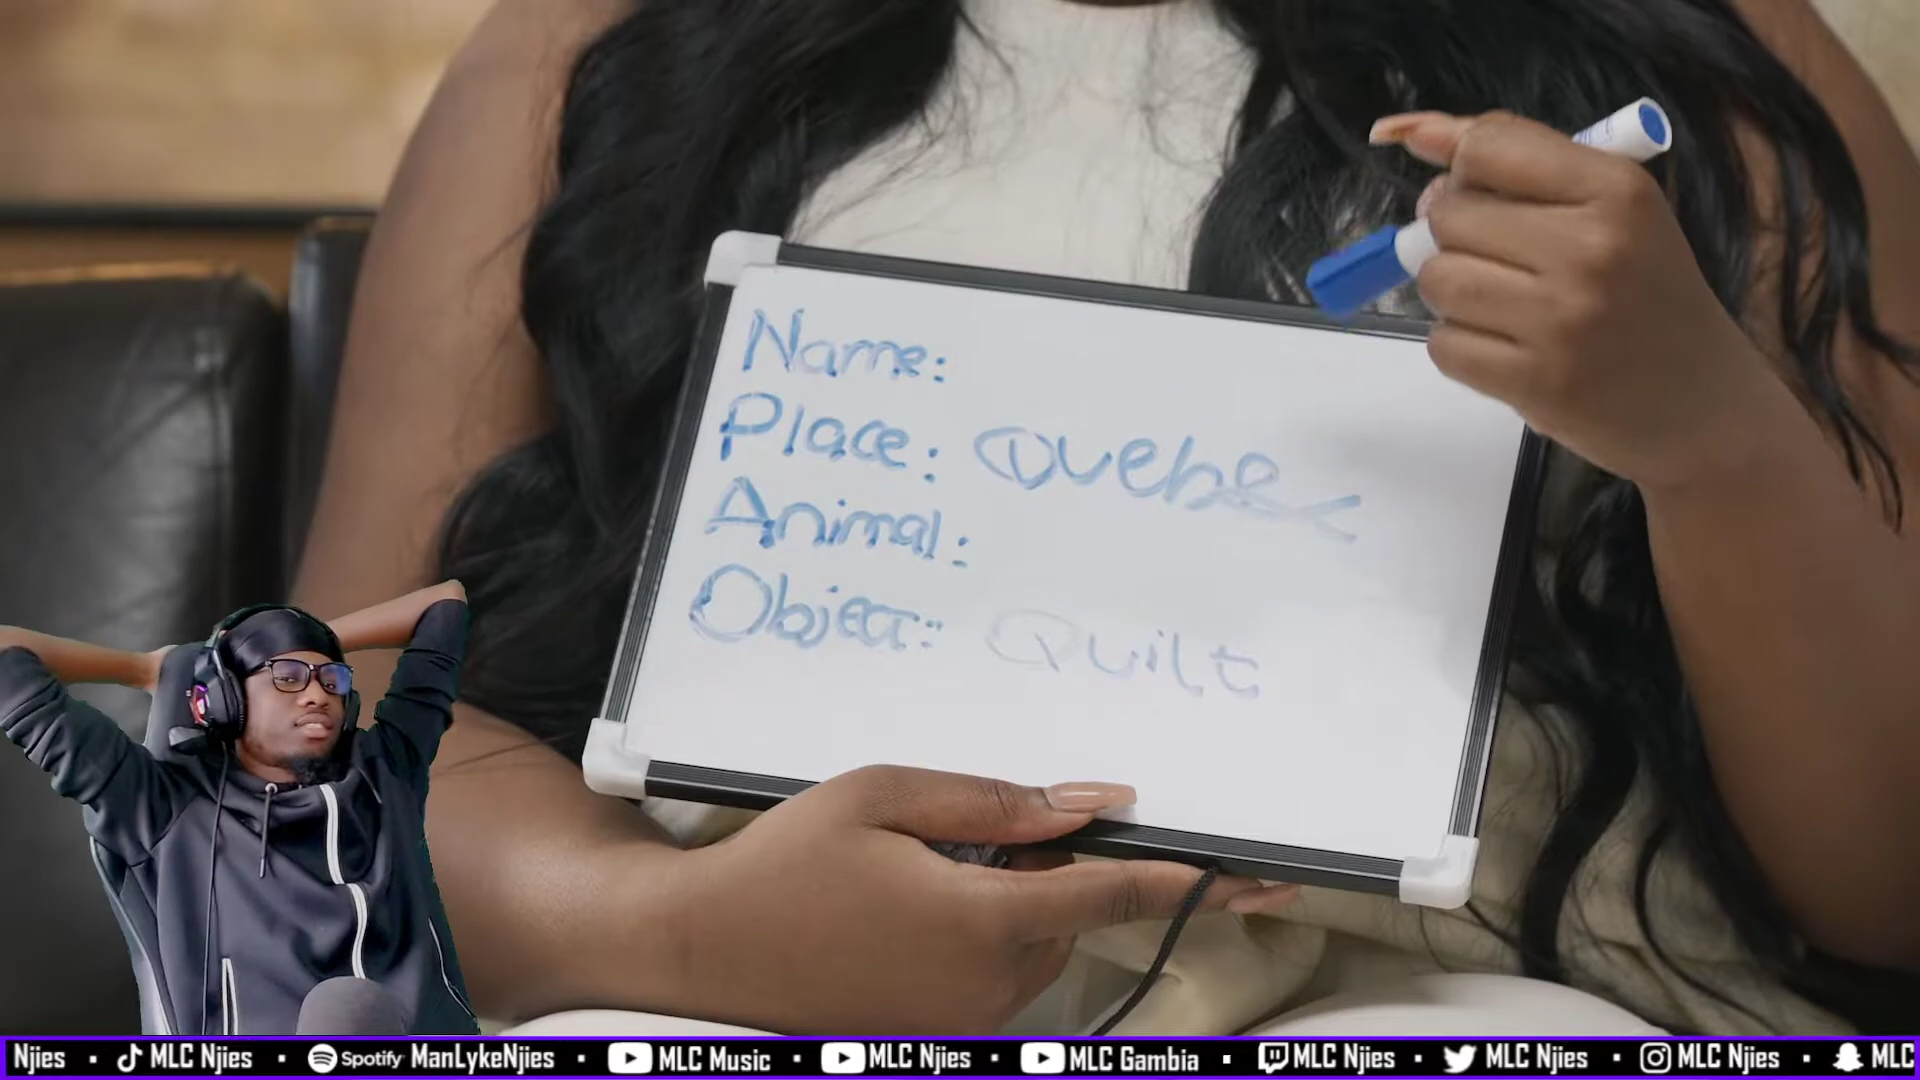 Name:
Place: Quebec
Animal:
Object: Quilt
Njies • MLC Njies • Spotify ManLykeNjies • MLC Music • MLC Njies • MLC Gambia • MLC Njies • MLC Njies • MLC Njies • MLC